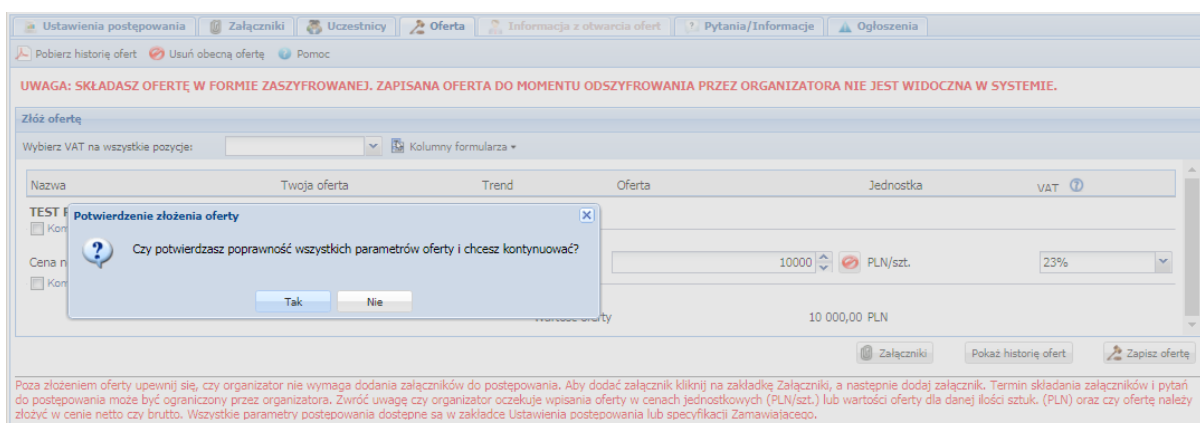 Ustawienia postępowania Załączniki Uczestnicy Oferta Informacja z otwarcia ofert Pytania/Informacje Ogłoszenia
Pobierz historię ofert Usuń obecną ofertę Pomoc
UWAGA: SKŁADASZ OFERTĘ W FORMIE ZASZYFROWANEJ. ZAPISANA OFERTA DO MOMENTU ODSZYFROWANIA PRZEZ ORGANIZATORA NIE JEST WIDOCZNA W SYSTEMIE.
Złóż ofertę
Wybierz VAT na wszystkie pozycje: Kolumny formularza
Nazwa Twoja oferta Trend Oferta Jednostka VAT
TEST
Potwierdzenie złożenia oferty
Kom
Czy potwierdzasz poprawność wszystkich parametrów oferty i chcesz kontynuować?
Cena n 10000 PLN/szt. 23%
Kom
Tak Nie
Wartość oferty 10 000,00 PLN
Załączniki Pokaż historię ofert Zapisz ofertę
Poza złożeniem oferty upewnij się, czy organizator nie wymaga dodania załączników do postępowania. Aby dodać załącznik kliknij na zakładkę Załączniki, a następnie dodaj załącznik. Termin składania załączników i pytań
do postępowania może być ograniczony przez organizatora. Zwróć uwagę czy organizator oczekuje wpisania oferty w cenach jednostkowych (PLN/szt.) lub wartości oferty dla danej ilości sztuk. (PLN) oraz czy ofertę należy
złożyć w cenie netto czy brutto. Wszystkie parametry postępowania dostępne są w zakładce Ustawienia postępowania lub specyfikacji Zamawiającego.